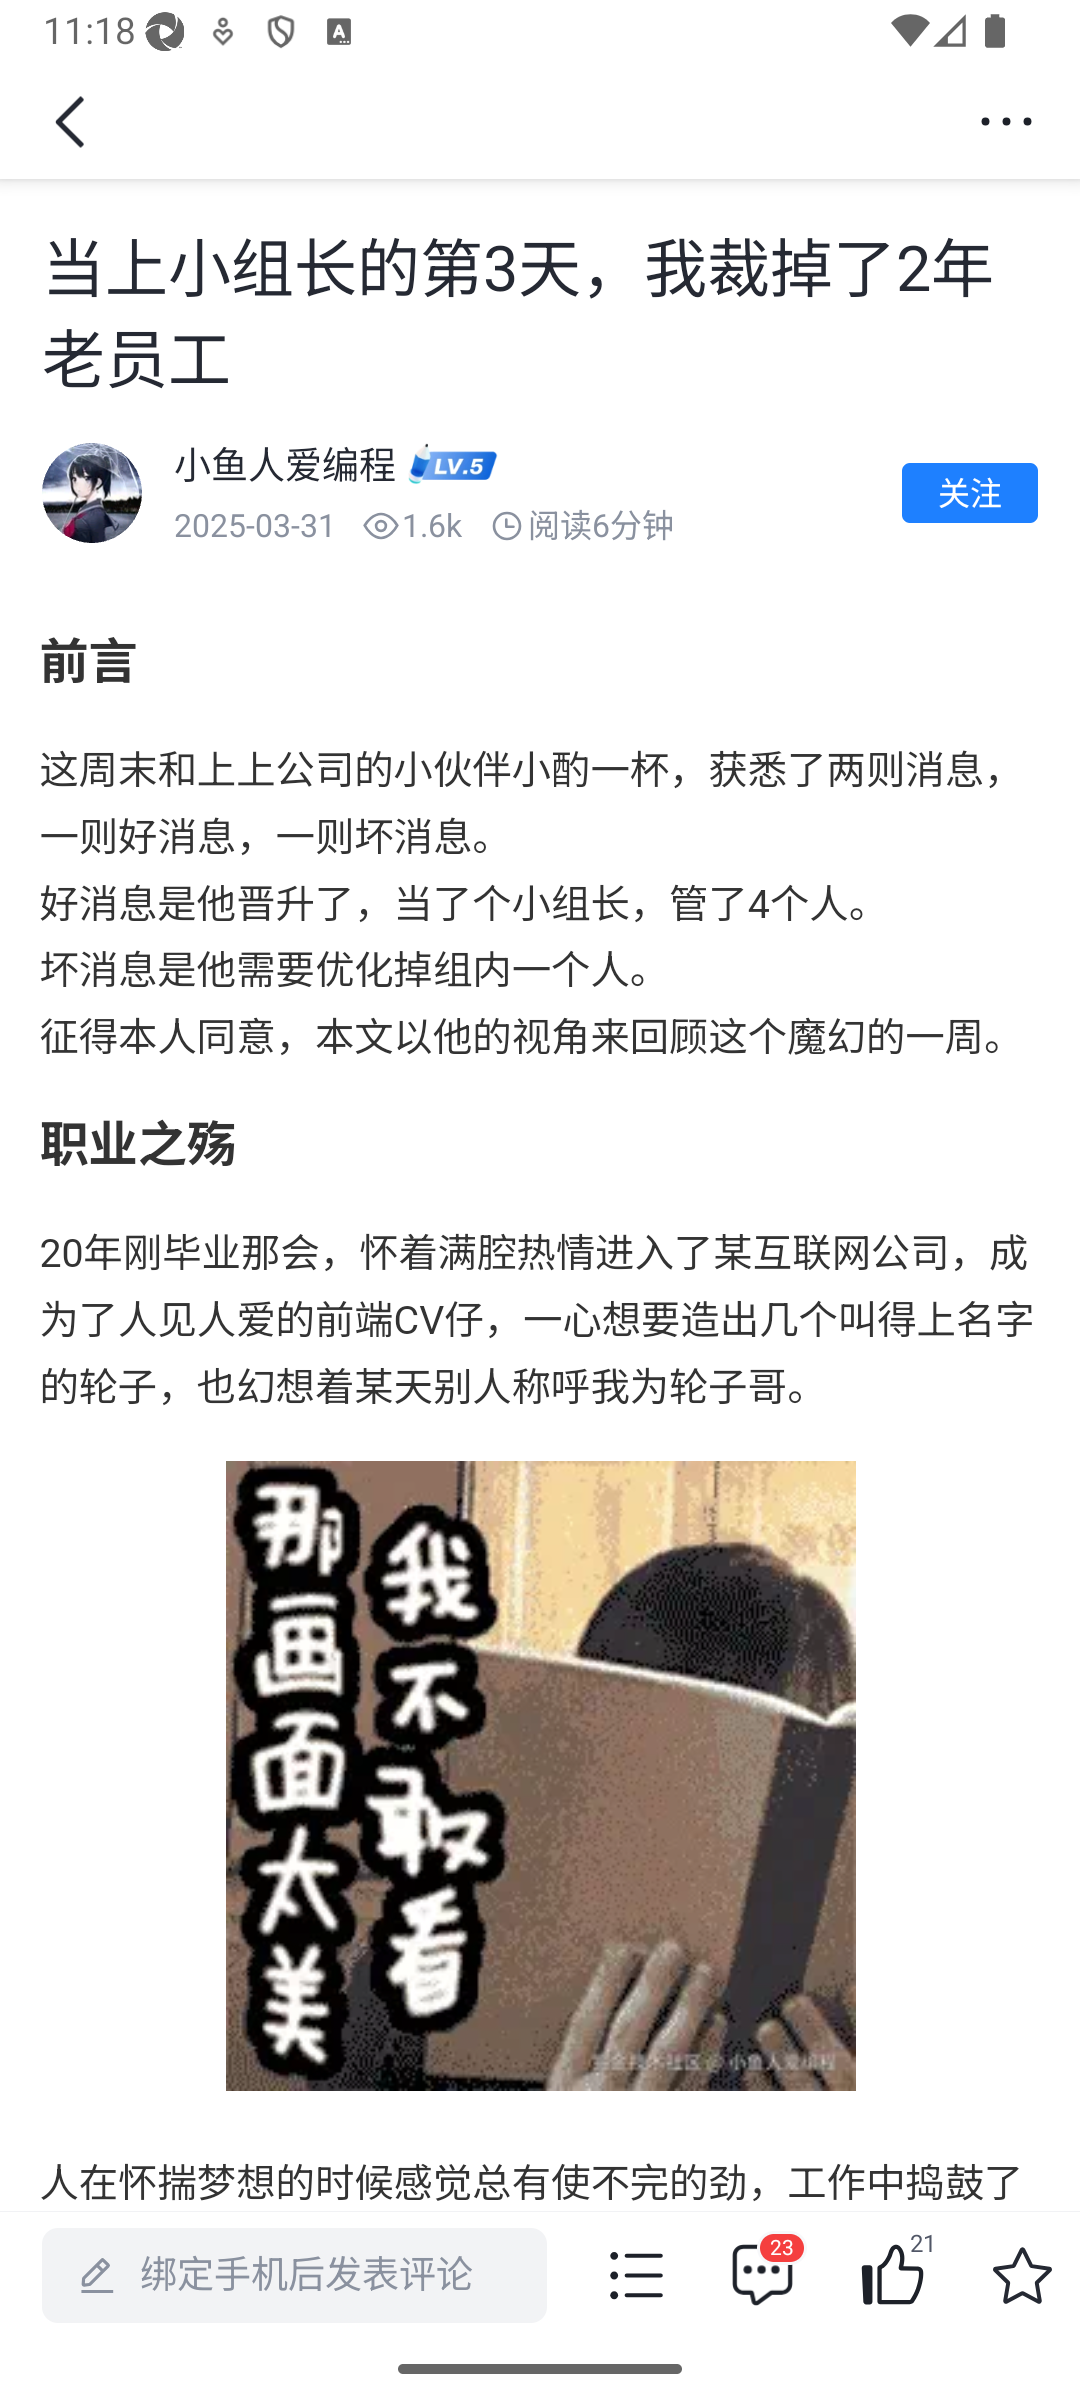 11:18
当上小组长的第3天，我裁掉了2年
老员工
小鱼人爱编程 LV.5
2025-03-31 1.6k 阅读6分钟
关注
前言
这周末和上上公司的小伙伴小酌一杯，获悉了两则消息，
一则好消息，一则坏消息。
好消息是他晋升了，当了个小组长，管了4个人。
坏消息是他需要优化掉组内一个人。
征得本人同意，本文以他的视角来回顾这个魔幻的一周。
职业之殇
20年刚毕业那会，怀着满腔热情进入了某互联网公司，成
为了人见人爱的前端CV仔，一心想要造出几个叫得上名字
的轮子，也幻想着某天别人称呼我为轮子哥。
那画面太美
我不敢看
@小鱼人爱编程
人在怀揣梦想的时候感觉总有使不完的劲，工作中捣鼓了
绑定手机后发表评论
23
21